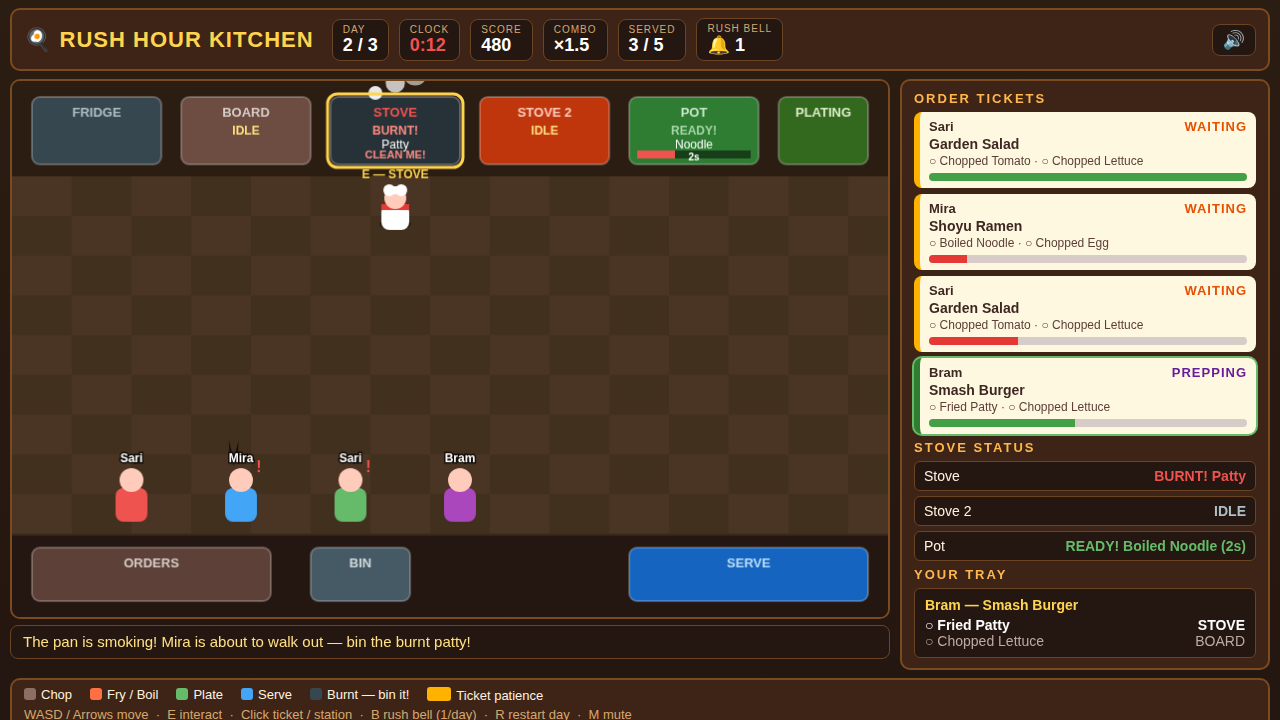 RUSH HOUR KITCHEN
DAY
2 / 3
CLOCK
0:12
SCORE
480
COMBO
×1.5
SERVED
3 / 5
RUSH BELL
🔔 1
FRIDGE
BOARD
IDLE
STOVE
BURNT!
Patty
CLEAN ME!
E — STOVE
STOVE 2
IDLE
POT
READY!
Noodle
2s
PLATING
Sari
Mira
!
Sari
!
Bram
ORDERS
BIN
SERVE
The pan is smoking! Mira is about to walk out — bin the burnt patty!
ORDER TICKETS
Sari WAITING
Garden Salad
○ Chopped Tomato · ○ Chopped Lettuce
Mira WAITING
Shoyu Ramen
○ Boiled Noodle · ○ Chopped Egg
Sari WAITING
Garden Salad
○ Chopped Tomato · ○ Chopped Lettuce
Bram PREPPING
Smash Burger
○ Fried Patty · ○ Chopped Lettuce
STOVE STATUS
Stove BURNT! Patty
Stove 2 IDLE
Pot READY! Boiled Noodle (2s)
YOUR TRAY
Bram — Smash Burger
○ Fried Patty STOVE
○ Chopped Lettuce BOARD
Chop Fry / Boil Plate Serve Burnt — bin it! Ticket patience
WASD / Arrows move · E interact · Click ticket / station · B rush bell (1/day) · R restart day · M mute